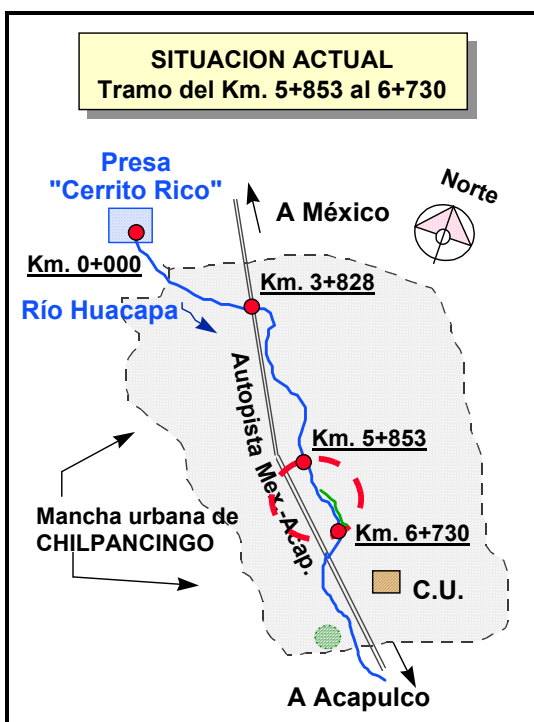 SITUACION ACTUAL
Tramo del Km. 5+853 al 6+730
Presa
"Cerrito Rico"
Norte
A México
Km. 0+000
Km. 3+828
Río Huacapa
Autopista Mex.-Acap.
Km. 5+853
Mancha urbana de
CHILPANCINGO
Km. 6+730
C.U.
A Acapulco